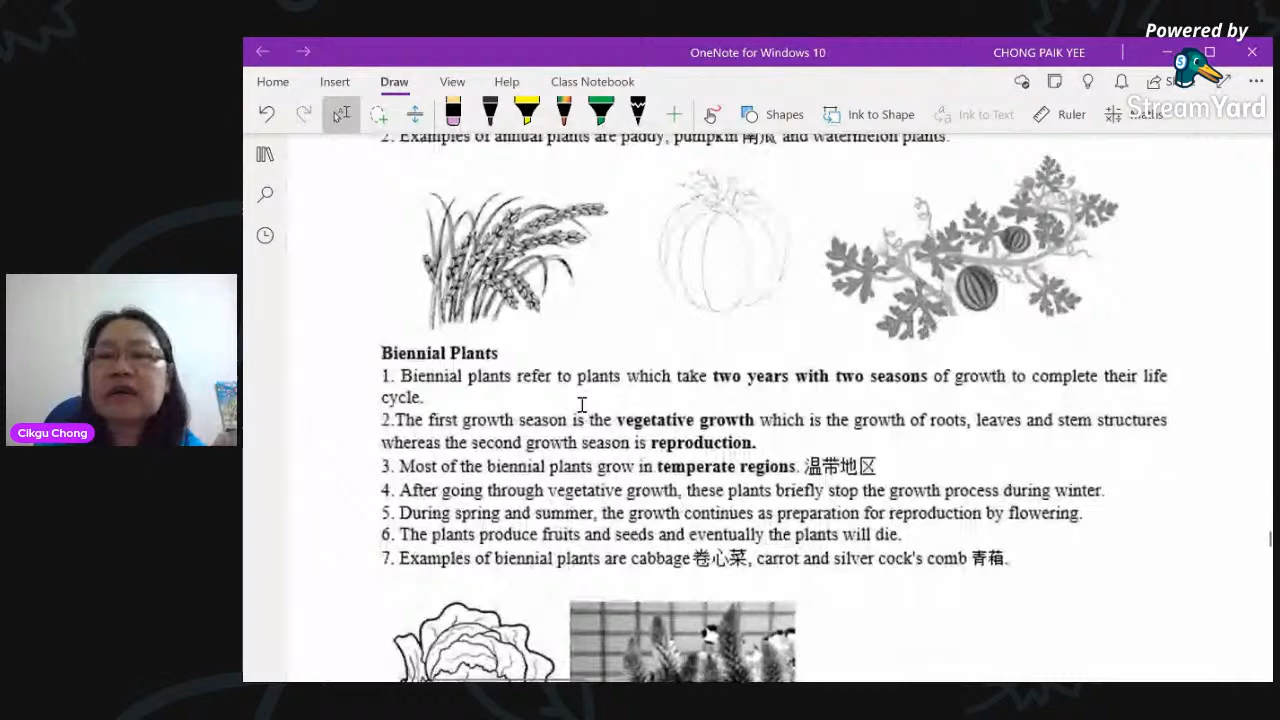 Powered by
StreamYard
OneNote for Windows 10
CHONG PAIK YEE
Home
Insert
Draw
View
Help
Class Notebook
Shapes
Ink to Shape
Ink to Text
Ruler
2. Examples of annual plants are paddy, pumpkin 南瓜 and watermelon plants.
Biennial Plants
1. Biennial plants refer to plants which take two years with two seasons of growth to complete their life
cycle.
2.The first growth season is the vegetative growth which is the growth of roots, leaves and stem structures
whereas the second growth season is reproduction.
3. Most of the biennial plants grow in temperate regions. 温带地区
4. After going through vegetative growth, these plants briefly stop the growth process during winter.
5. During spring and summer, the growth continues as preparation for reproduction by flowering.
6. The plants produce fruits and seeds and eventually the plants will die.
7. Examples of biennial plants are cabbage 卷心菜, carrot and silver cock's comb 青葙.
Cikgu Chong